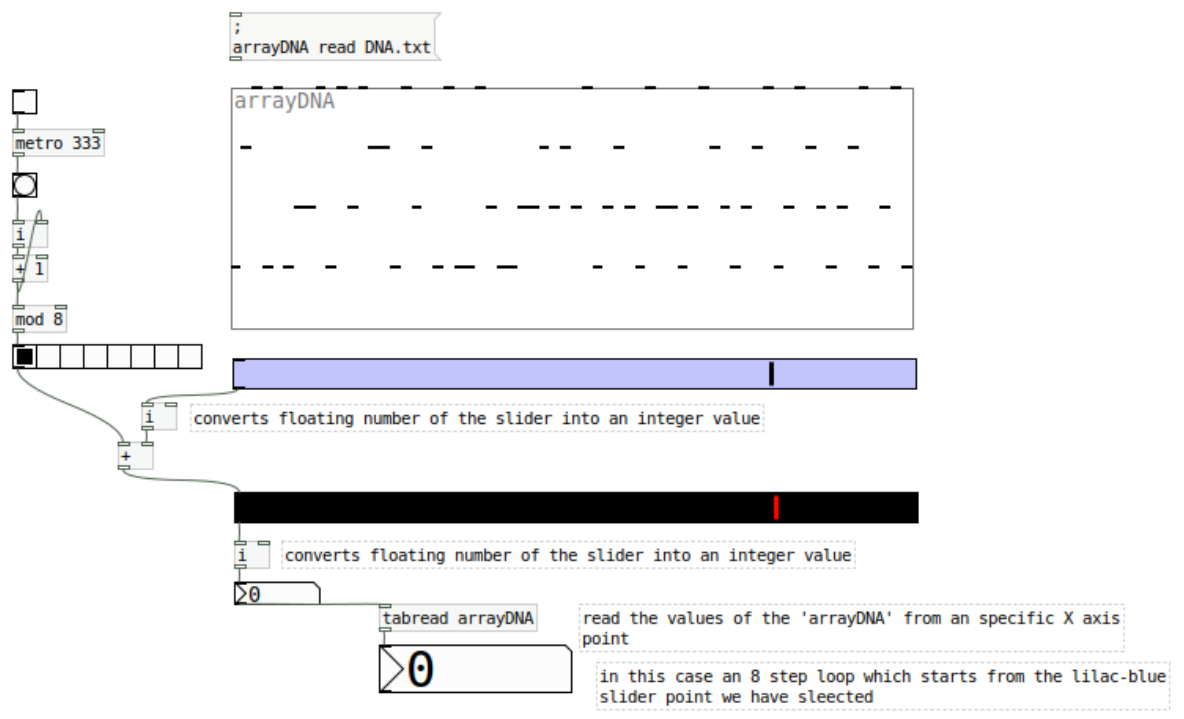 ;
arrayDNA read DNA.txt
arrayDNA
metro 333
i
+ 1
mod 8
i
converts floating number of the slider into an integer value
+
i
converts floating number of the slider into an integer value
0
tabread arrayDNA
read the values of the 'arrayDNA' from an specific X axis
point
0
in this case an 8 step loop which starts from the lilac-blue
slider point we have sleected